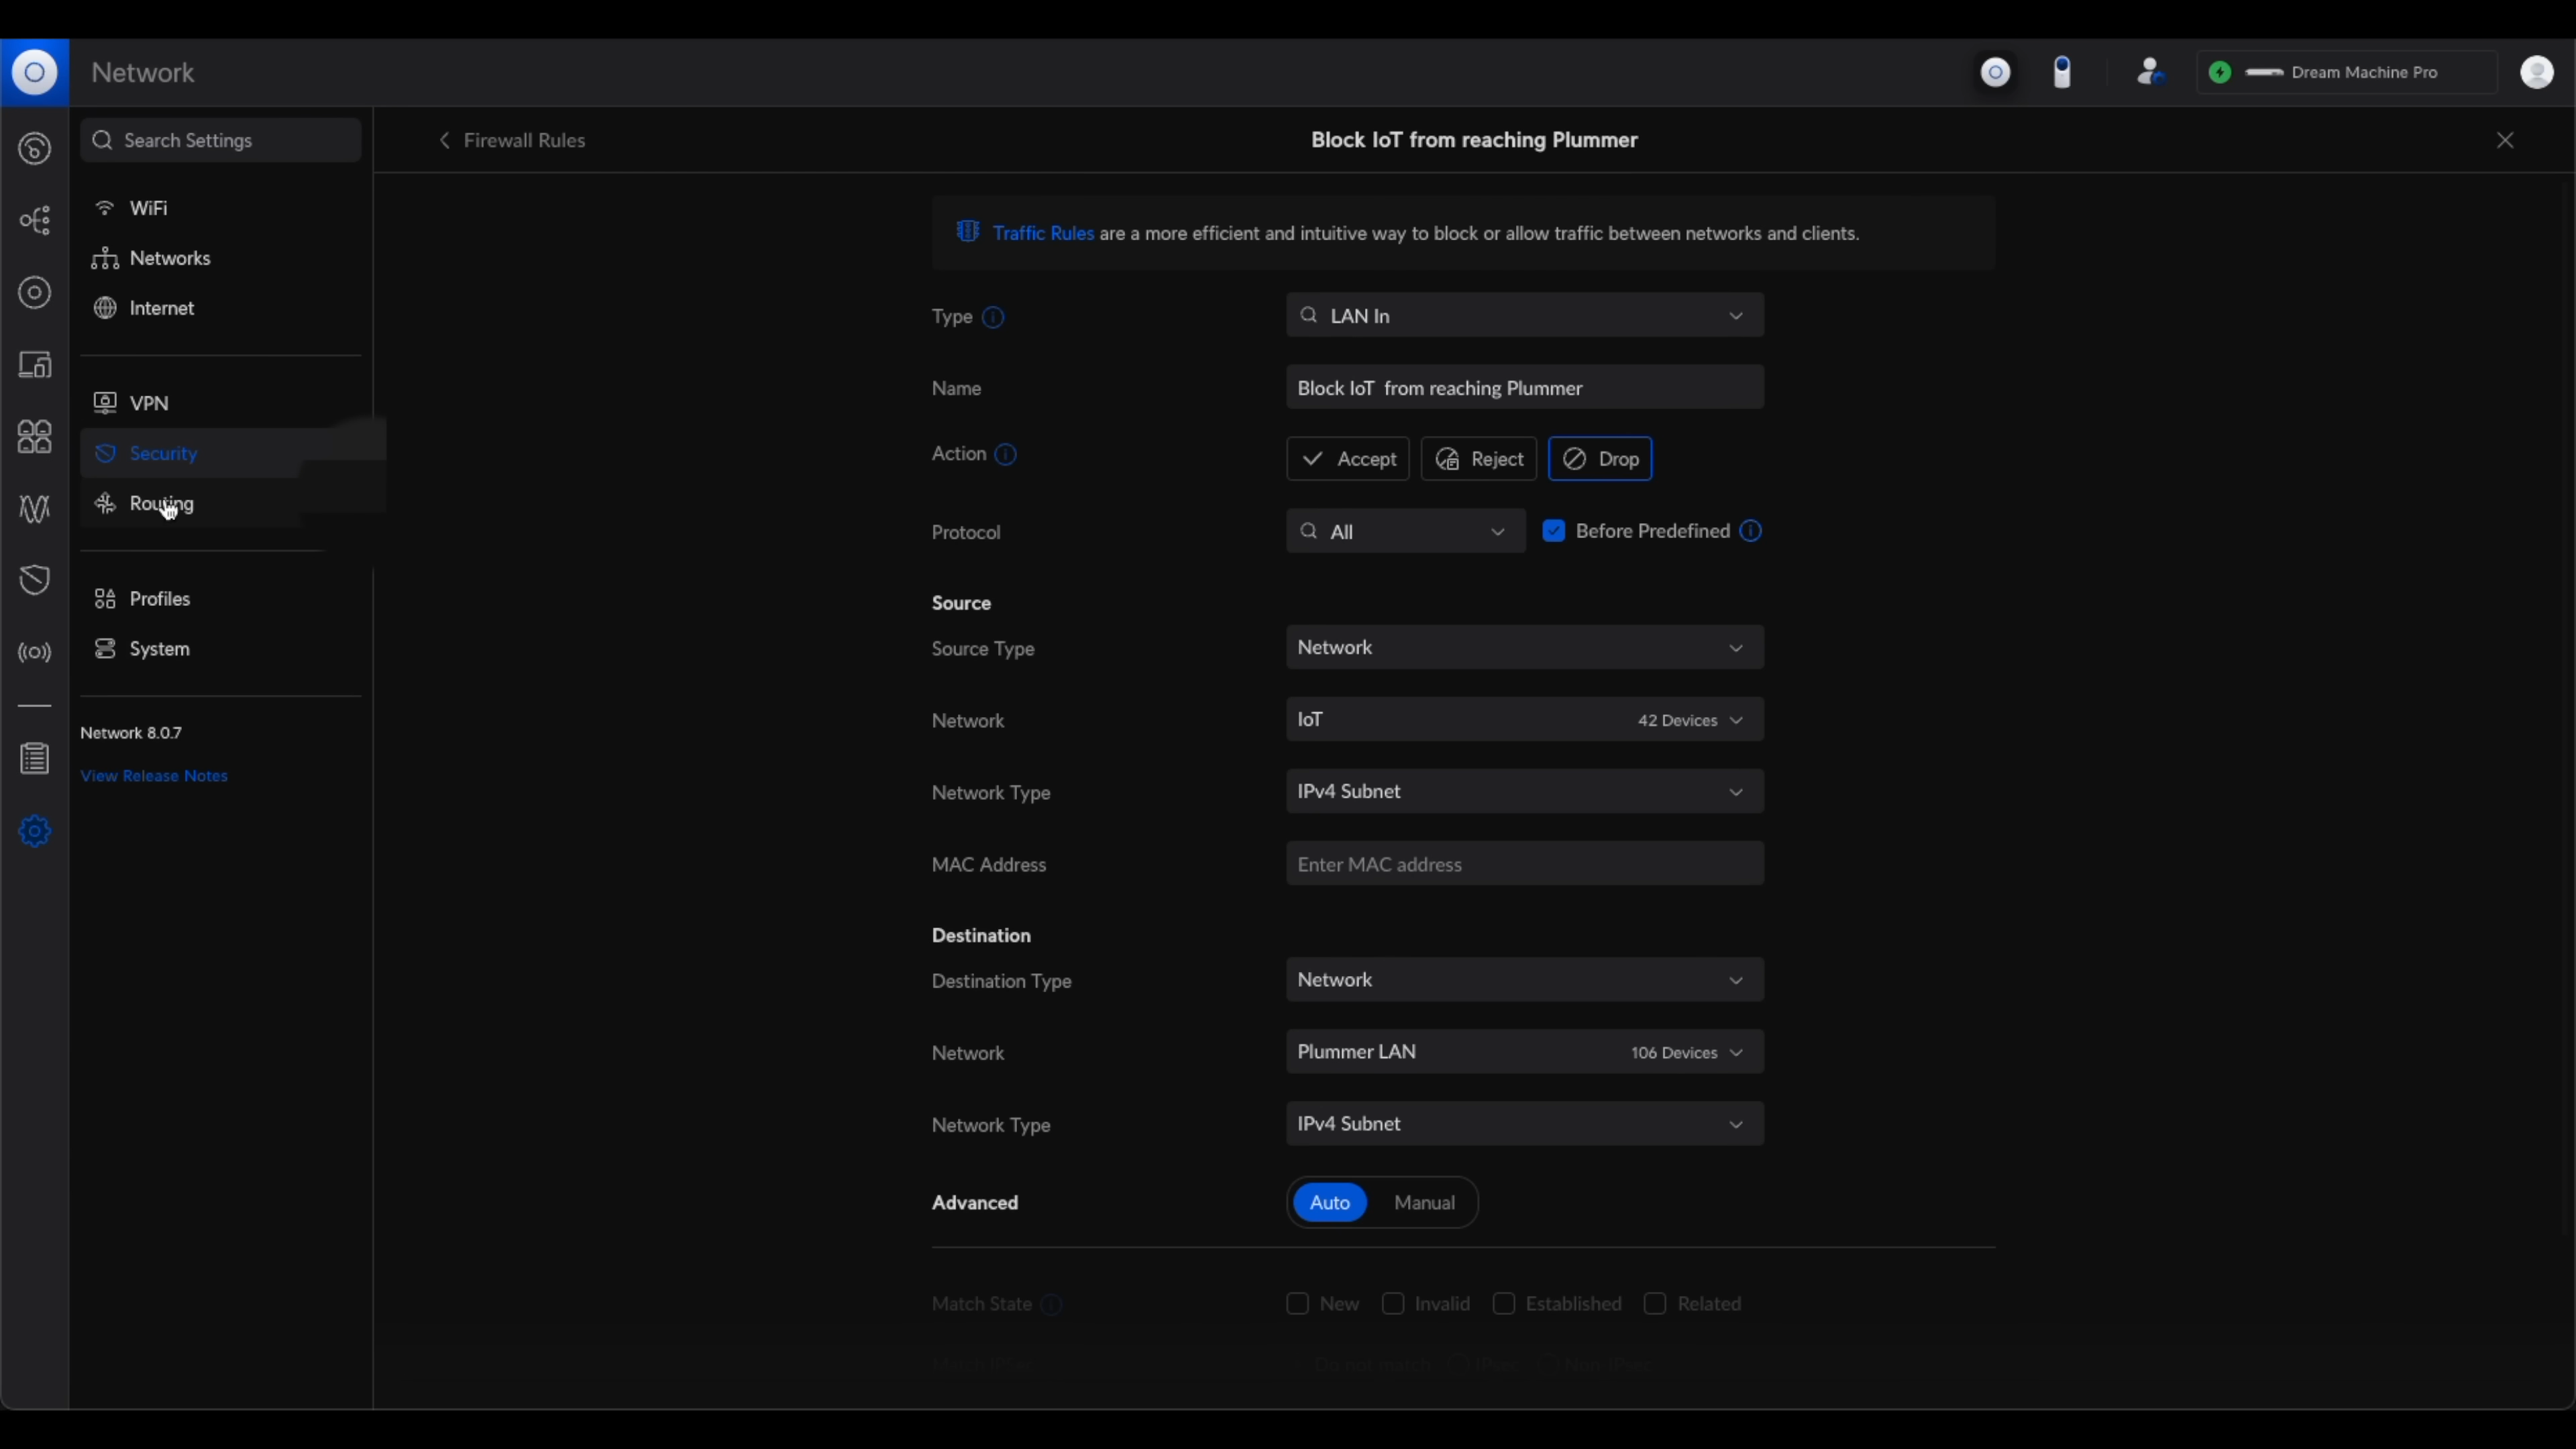 Network
Dream Machine Pro
Search Settings
WiFi
Networks
Internet
VPN
Security
Routing
Profiles
System
Network 8.0.7
View Release Notes
Firewall Rules
Block IoT from reaching Plummer
Traffic Rules are a more efficient and intuitive way to block or allow traffic between networks and clients.
Type LAN In
Name Block IoT from reaching Plummer
Action Accept Reject Drop
Protocol All Before Predefined
Source
Source Type Network
Network IoT 42 Devices
Network Type IPv4 Subnet
MAC Address Enter MAC address
Destination
Destination Type Network
Network Plummer LAN 106 Devices
Network Type IPv4 Subnet
Advanced Auto Manual
Match State New Invalid Established Related